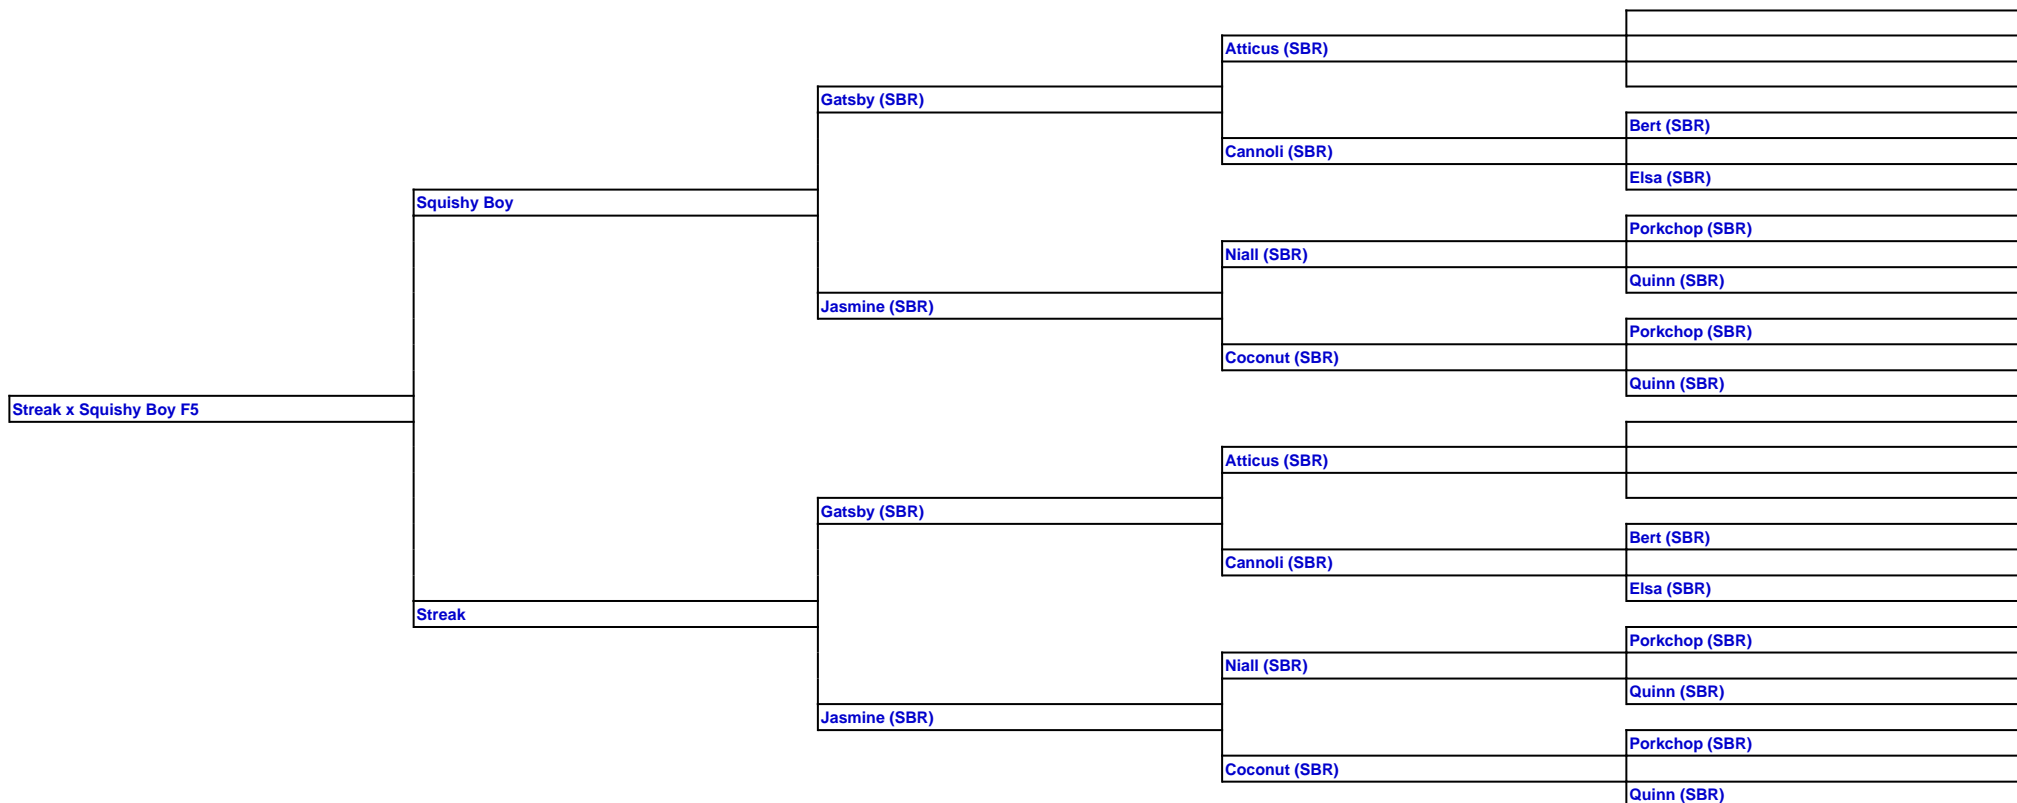 Atticus (SBR)
Gatsby (SBR)
Bert (SBR)
Cannoli (SBR)
Elsa (SBR)
Squishy Boy
Porkchop (SBR)
Niall (SBR)
Quinn (SBR)
Jasmine (SBR)
Porkchop (SBR)
Coconut (SBR)
Quinn (SBR)
Streak x Squishy Boy F5
Atticus (SBR)
Gatsby (SBR)
Bert (SBR)
Cannoli (SBR)
Elsa (SBR)
Streak
Porkchop (SBR)
Niall (SBR)
Quinn (SBR)
Jasmine (SBR)
Porkchop (SBR)
Coconut (SBR)
Quinn (SBR)